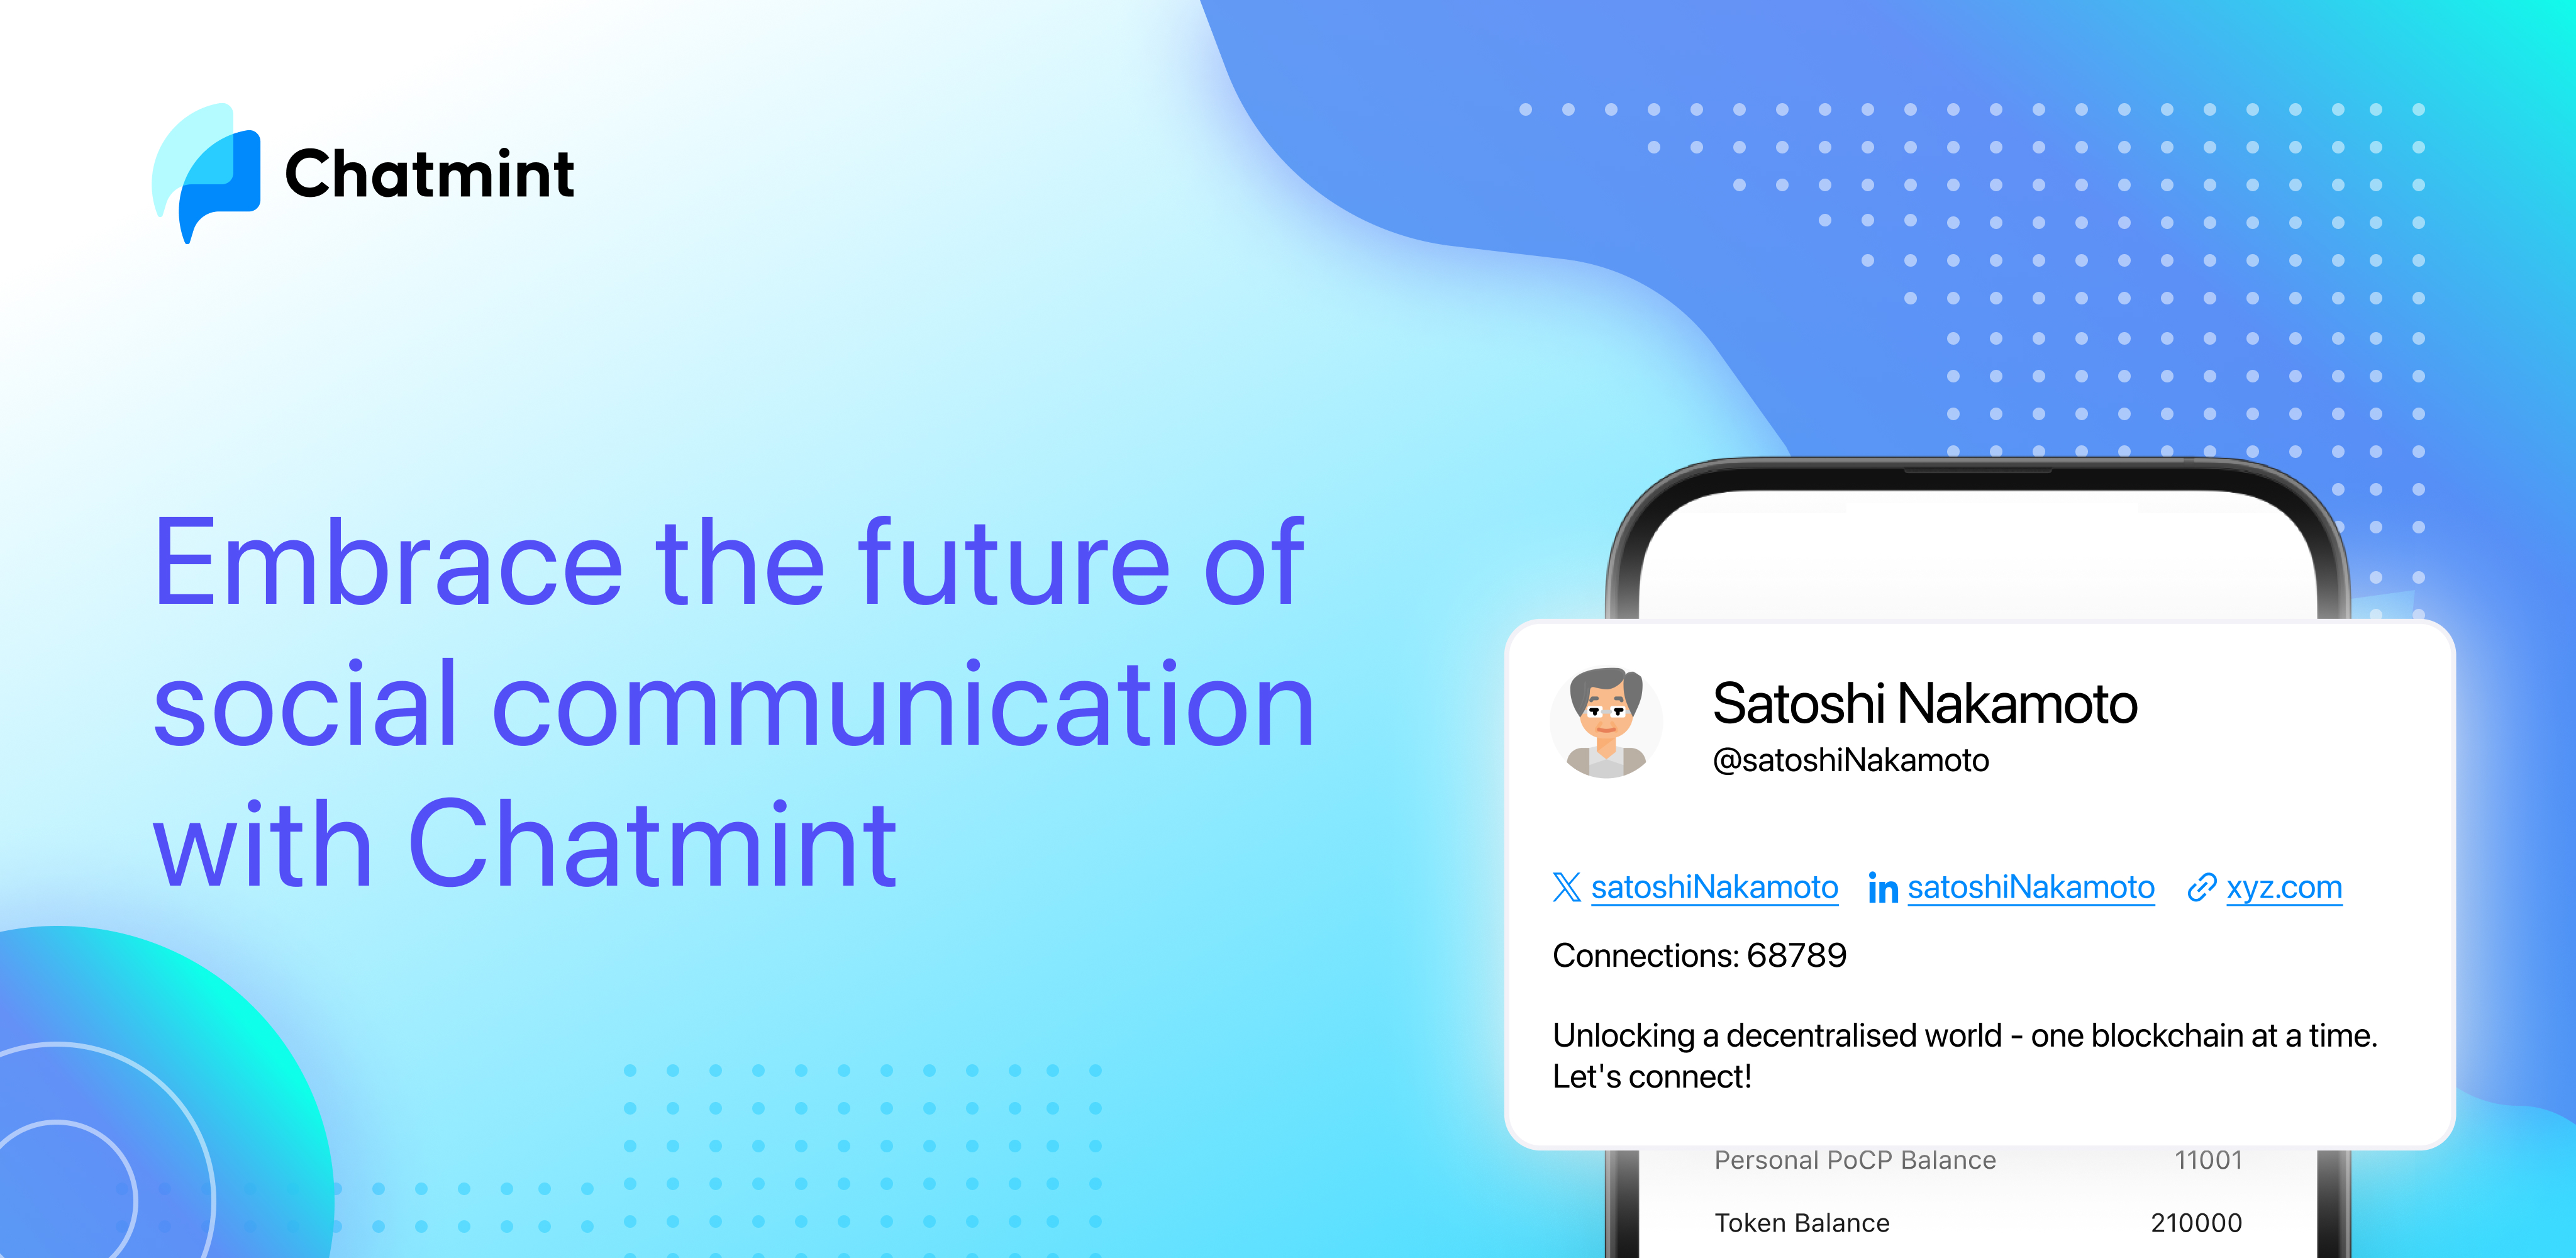 Chatmint
Embrace the future of
social communication
with Chatmint
Satoshi Nakamoto
@satoshiNakamoto
satoshiNakamoto satoshiNakamoto xyz.com
Connections: 68789
Unlocking a decentralised world - one blockchain at a time.
Let's connect!
Personal PoCP Balance 11001
Token Balance 210000